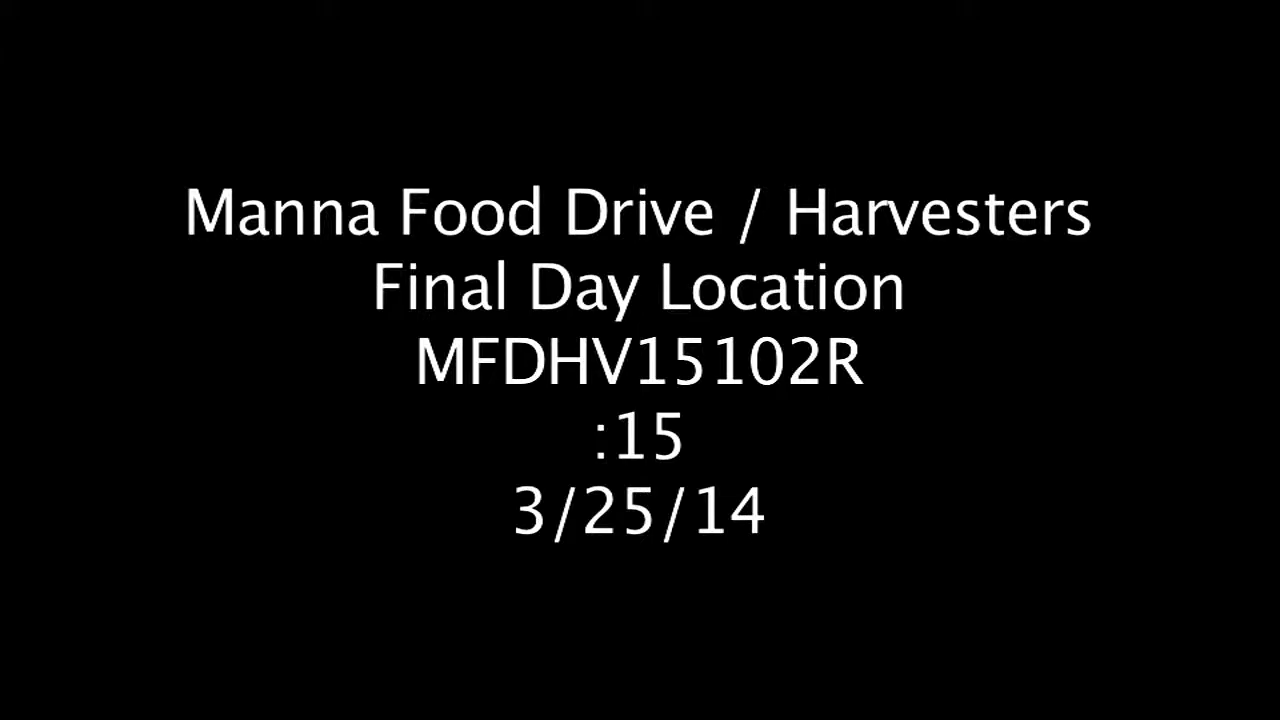 Manna Food Drive / Harvesters
Final Day Location
MFDHV15102R
:15
3/25/14